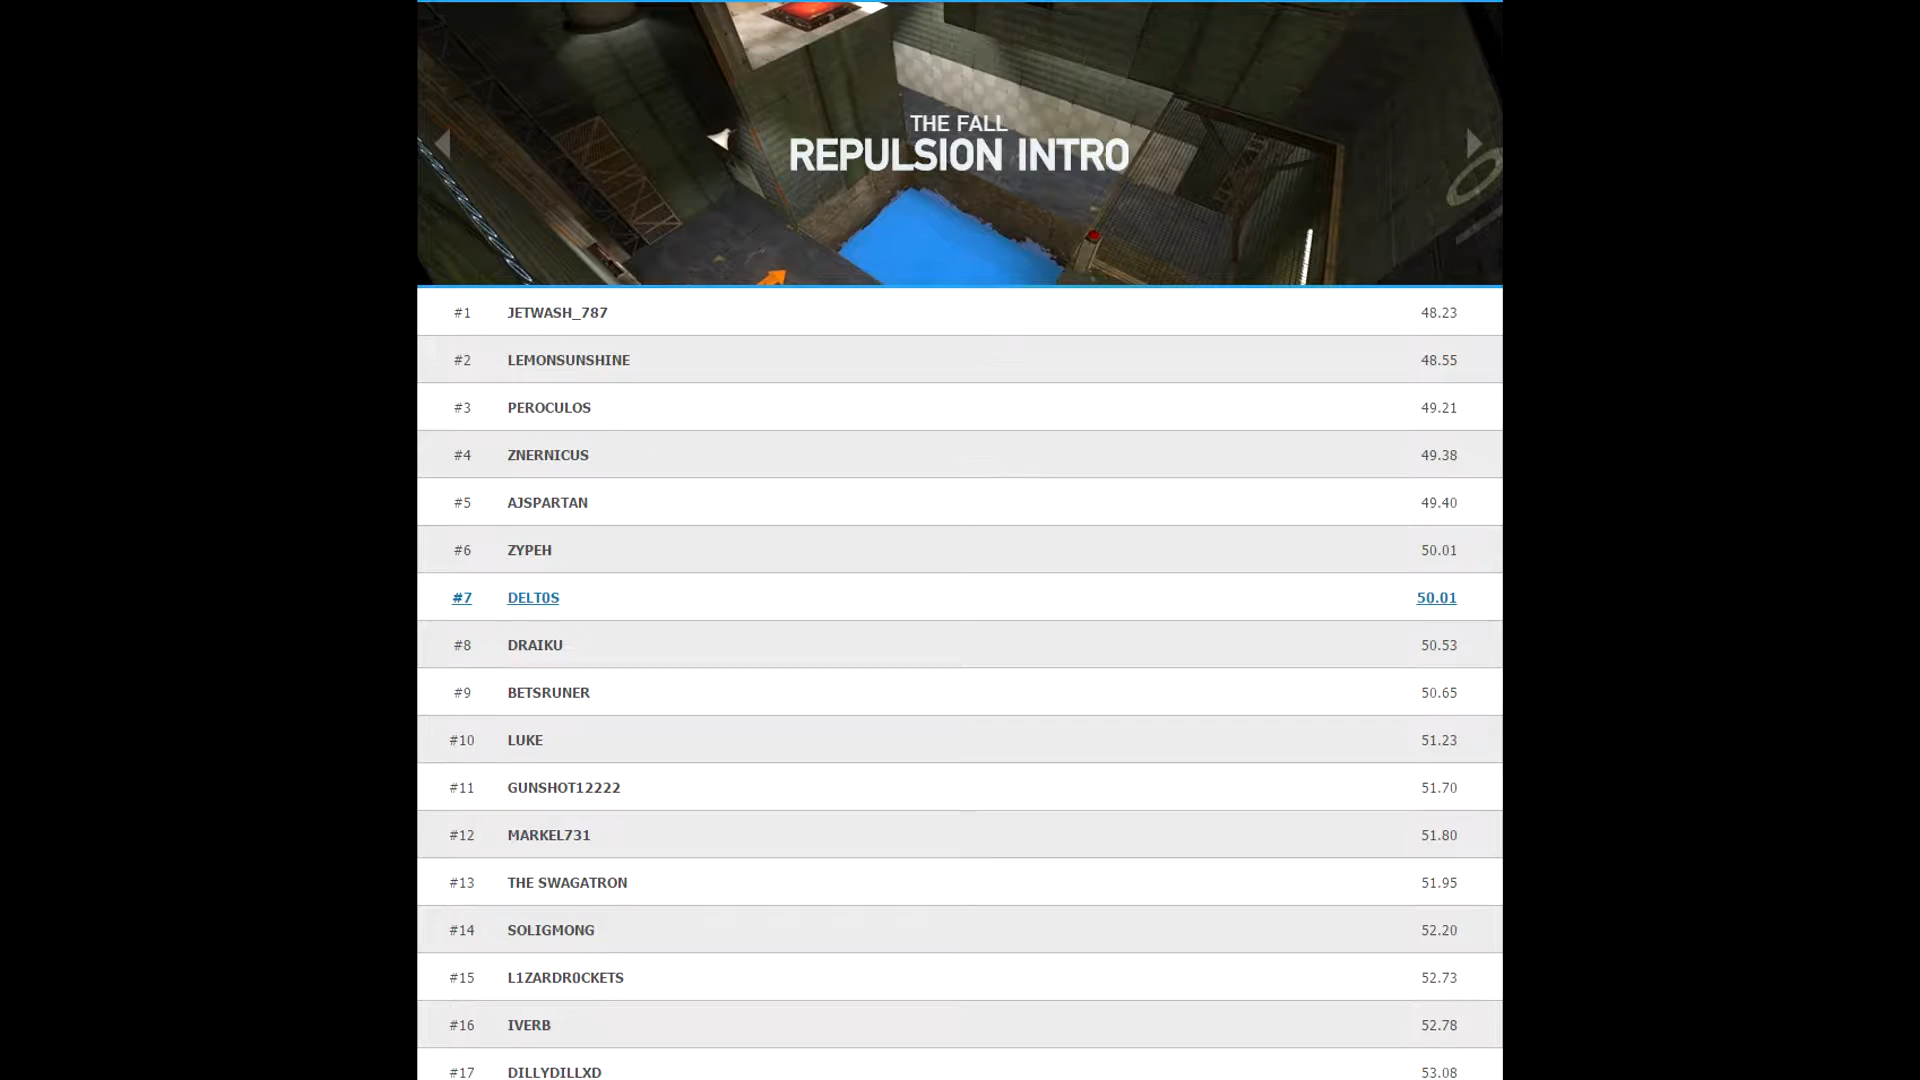 THE FALL
REPULSION INTRO
#1 JETWASH_787 48.23
#2 LEMONSUNSHINE 48.55
#3 PEROCULOS 49.21
#4 ZNERNICUS 49.38
#5 AJSPARTAN 49.40
#6 ZYPEH 50.01
#7 DELT0S 50.01
#8 DRAIKU 50.53
#9 BETSRUNER 50.65
#10 LUKE 51.23
#11 GUNSHOT12222 51.70
#12 MARKEL731 51.80
#13 THE SWAGATRON 51.95
#14 SOLIGMONG 52.20
#15 L1ZARDR0CKETS 52.73
#16 IVERB 52.78
#17 DILLYDILLXD 53.08